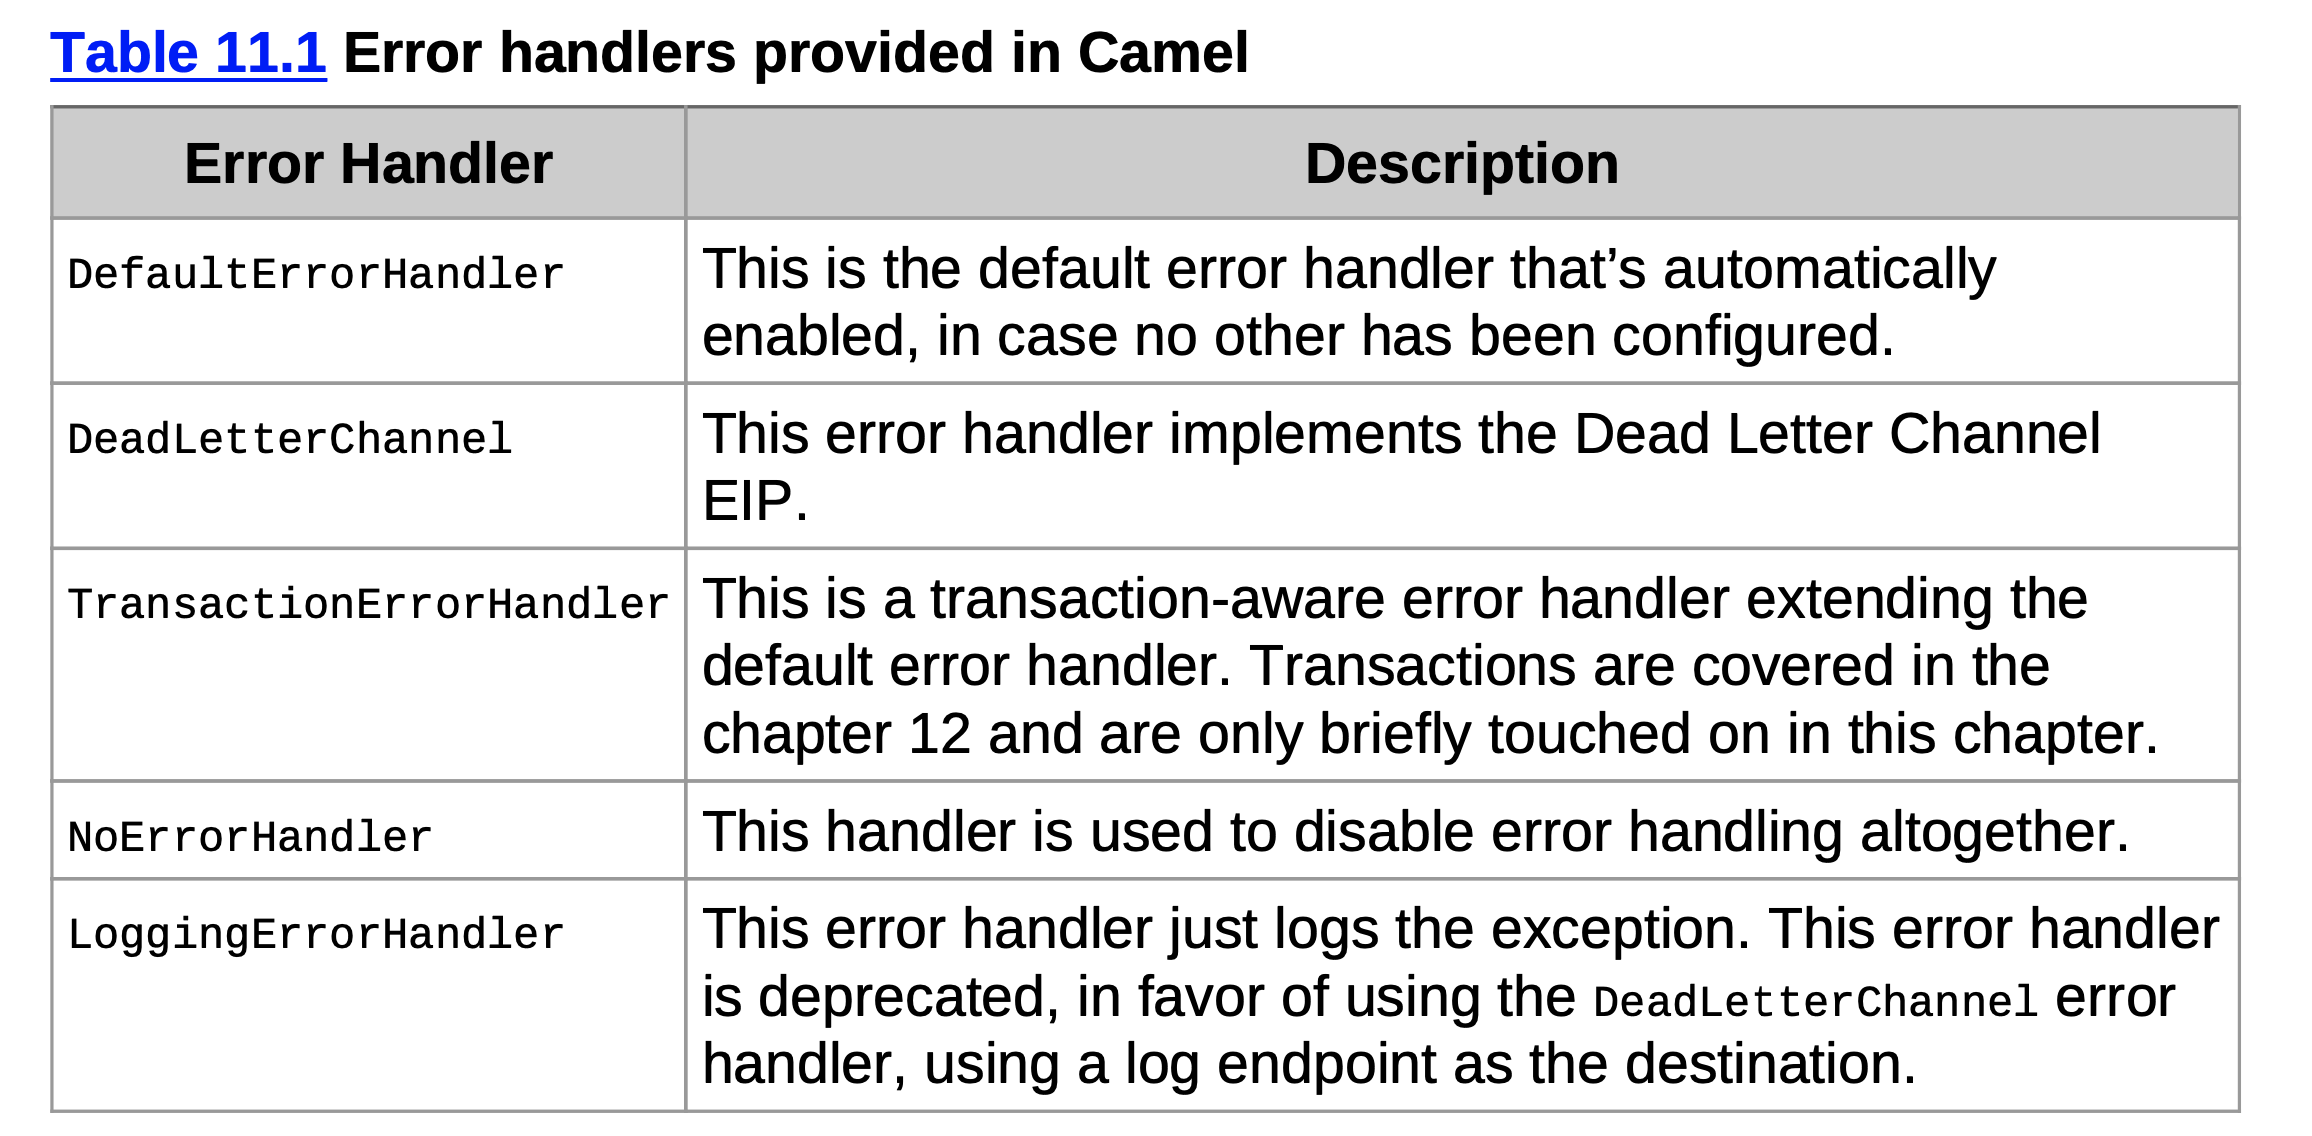 Table 11.1 Error handlers provided in Camel
Error Handler
Description
DefaultErrorHandler
This is the default error handler that’s automatically
enabled, in case no other has been configured.
DeadLetterChannel
This error handler implements the Dead Letter Channel
EIP.
TransactionErrorHandler
This is a transaction-aware error handler extending the
default error handler. Transactions are covered in the
chapter 12 and are only briefly touched on in this chapter.
NoErrorHandler
This handler is used to disable error handling altogether.
LoggingErrorHandler
This error handler just logs the exception. This error handler
is deprecated, in favor of using the DeadLetterChannel error
handler, using a log endpoint as the destination.